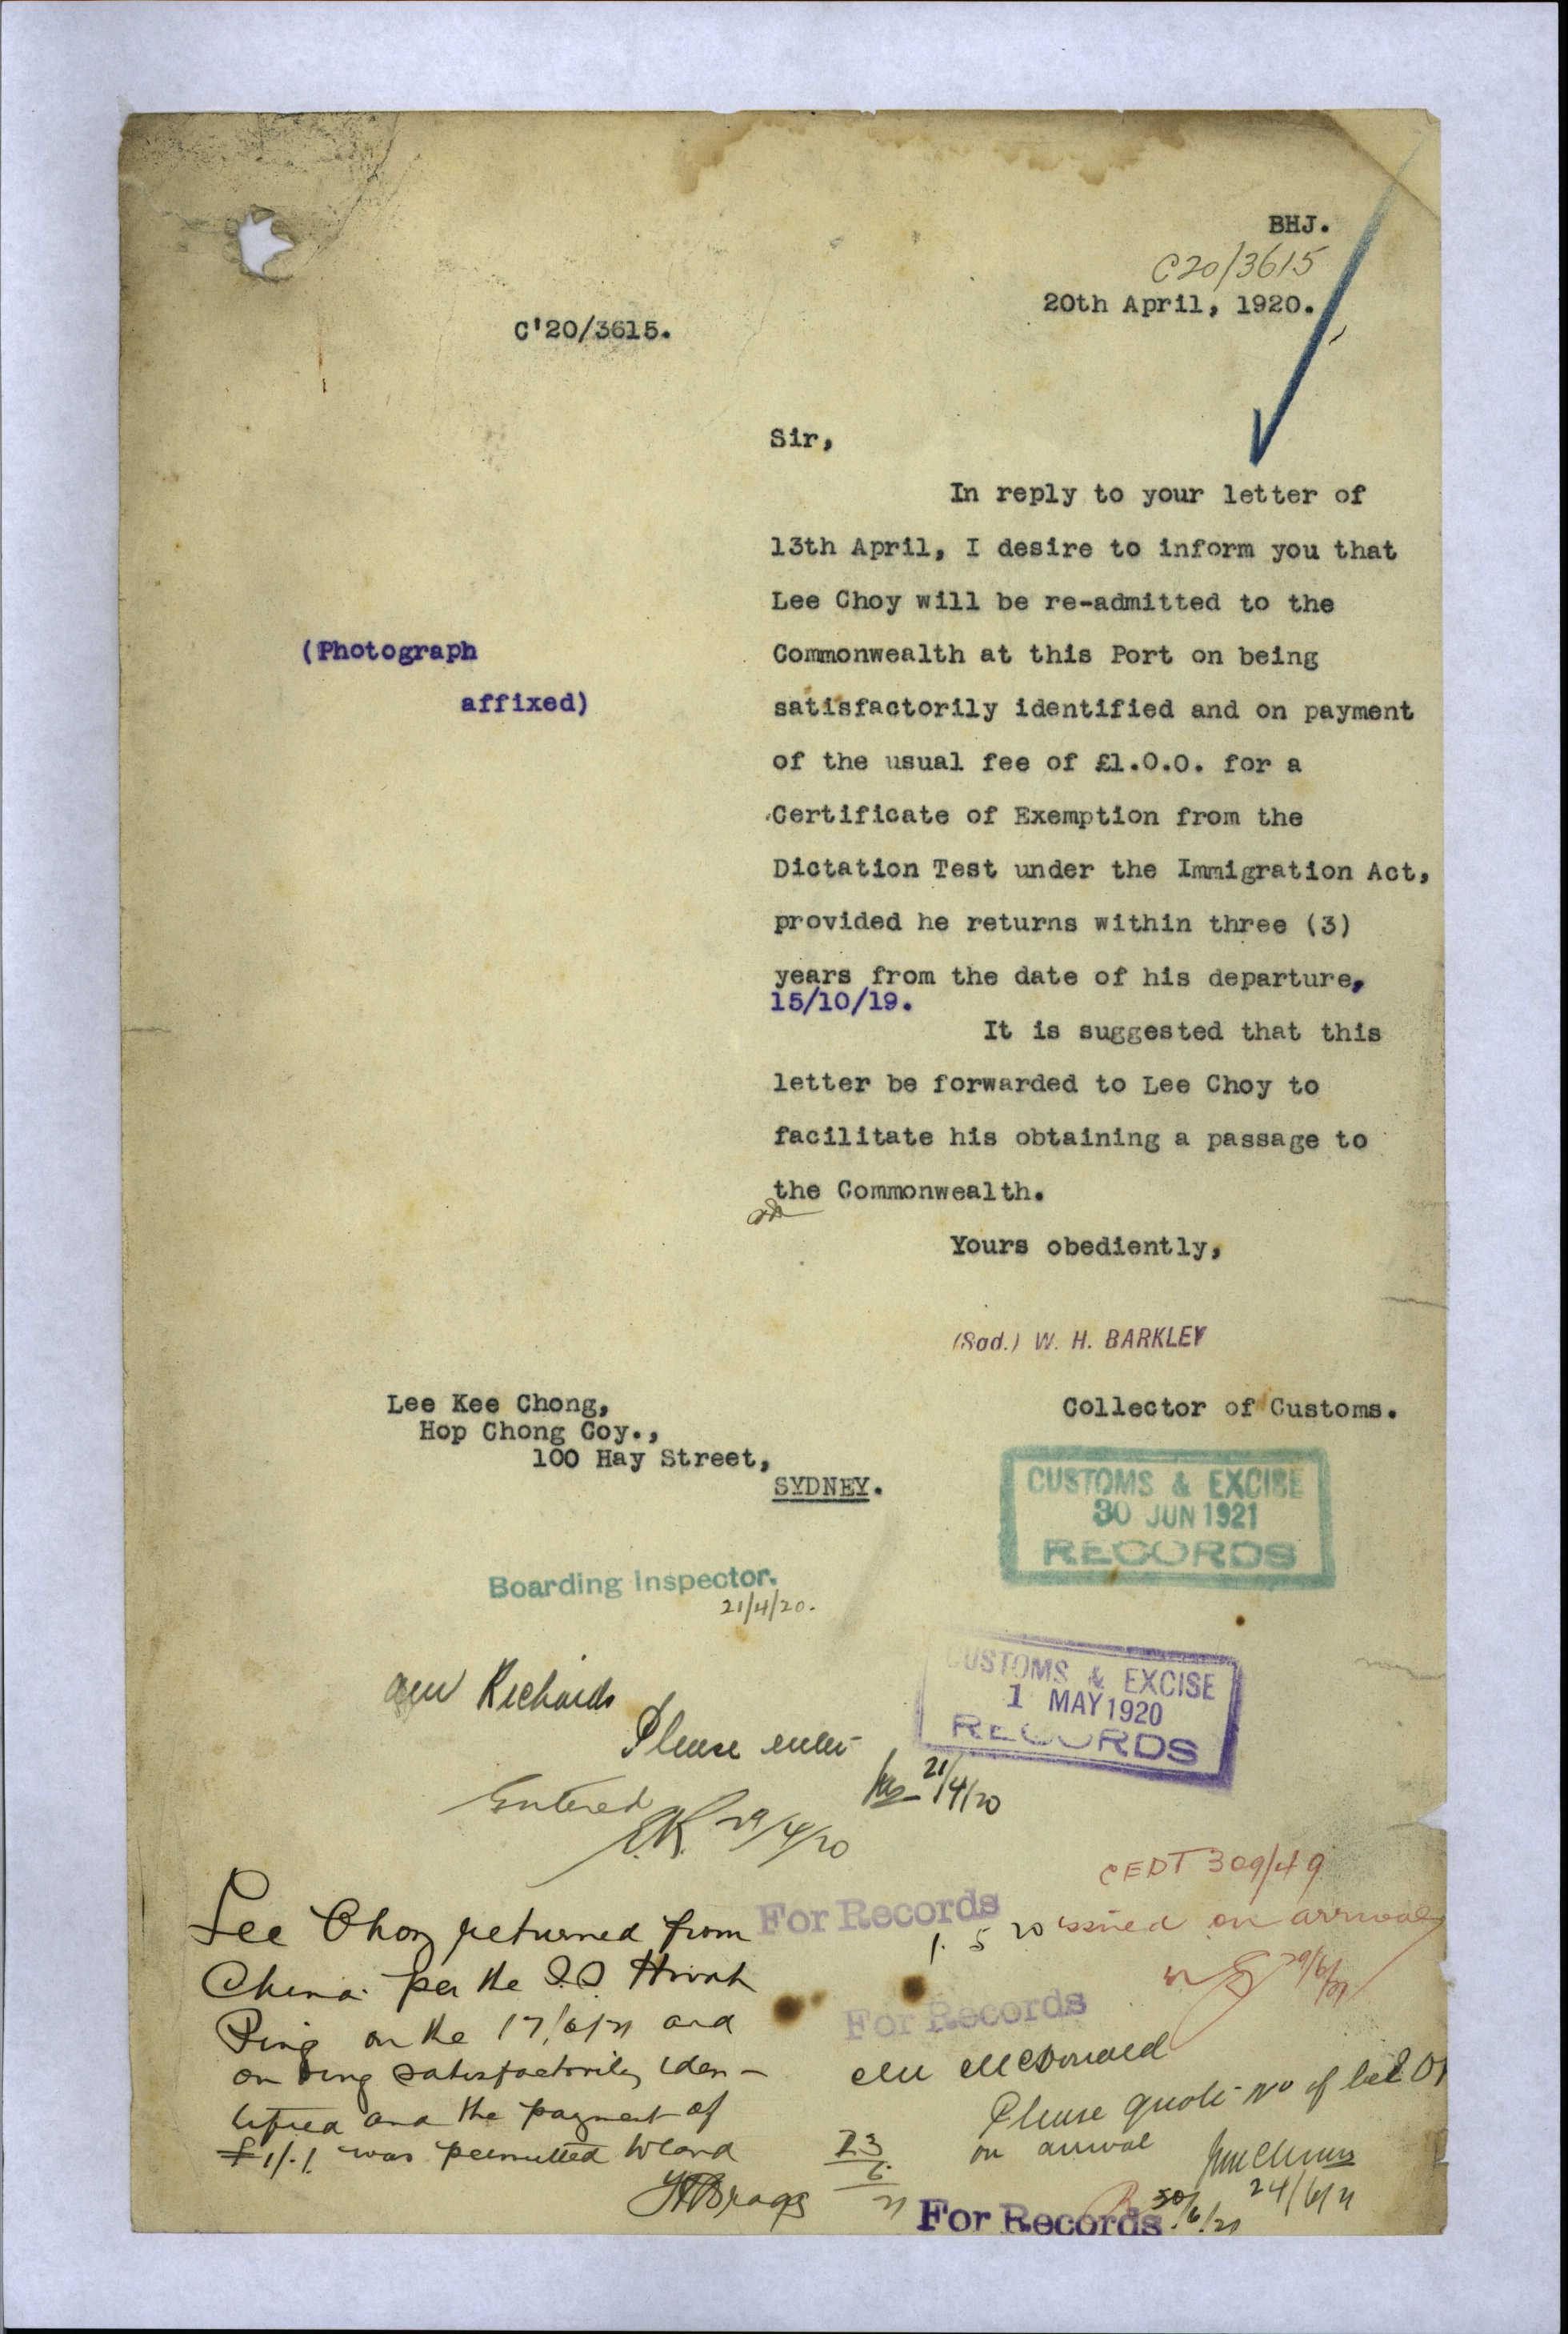 BHJ.
C20/3615
20th April, 1920.
C'20/3615.
Sir,
In reply to your letter of
13th April, I desire to inform you that
Lee Choy will be re-admitted to the
Commonwealth at this Port on being
satisfactorily identified and on payment
of the usual fee of £1.0.0. for a
Certificate of Exemption from the
Dictation Test under the Immigration Act,
provided he returns within three (3)
years from the date of his departure,
15/10/19.
(Photograph
affixed)
It is suggested that this
letter be forwarded to Lee Choy to
facilitate his obtaining a passage to
the Commonwealth.
Yours obediently,
(Sgd.) W. H. BARKLEY
Collector of Customs.
Lee Kee Chong,
Hop Chong Coy.,
100 Hay Street,
SYDNEY.
CUSTOMS & EXCISE
30 JUN 1921
RECORDS
Boarding Inspector.
21/4/20.
CUSTOMS & EXCISE
1 MAY 1920
RECORDS
Richards
Please enter
21/4/20
Entered
29/4/20
CEDT 309/49
issued on arrival
For Records
1. 5 20
Lee Choy returned from
China per the S.S. Hwah
Ping on the 17/6/21 and
on being satisfactorily iden-
tified and the payment of
£1/./. was permitted to land
23
6
21
For Records
McDonald
Please quote No of
on arrival
24/6/21
For Records
30/6/21